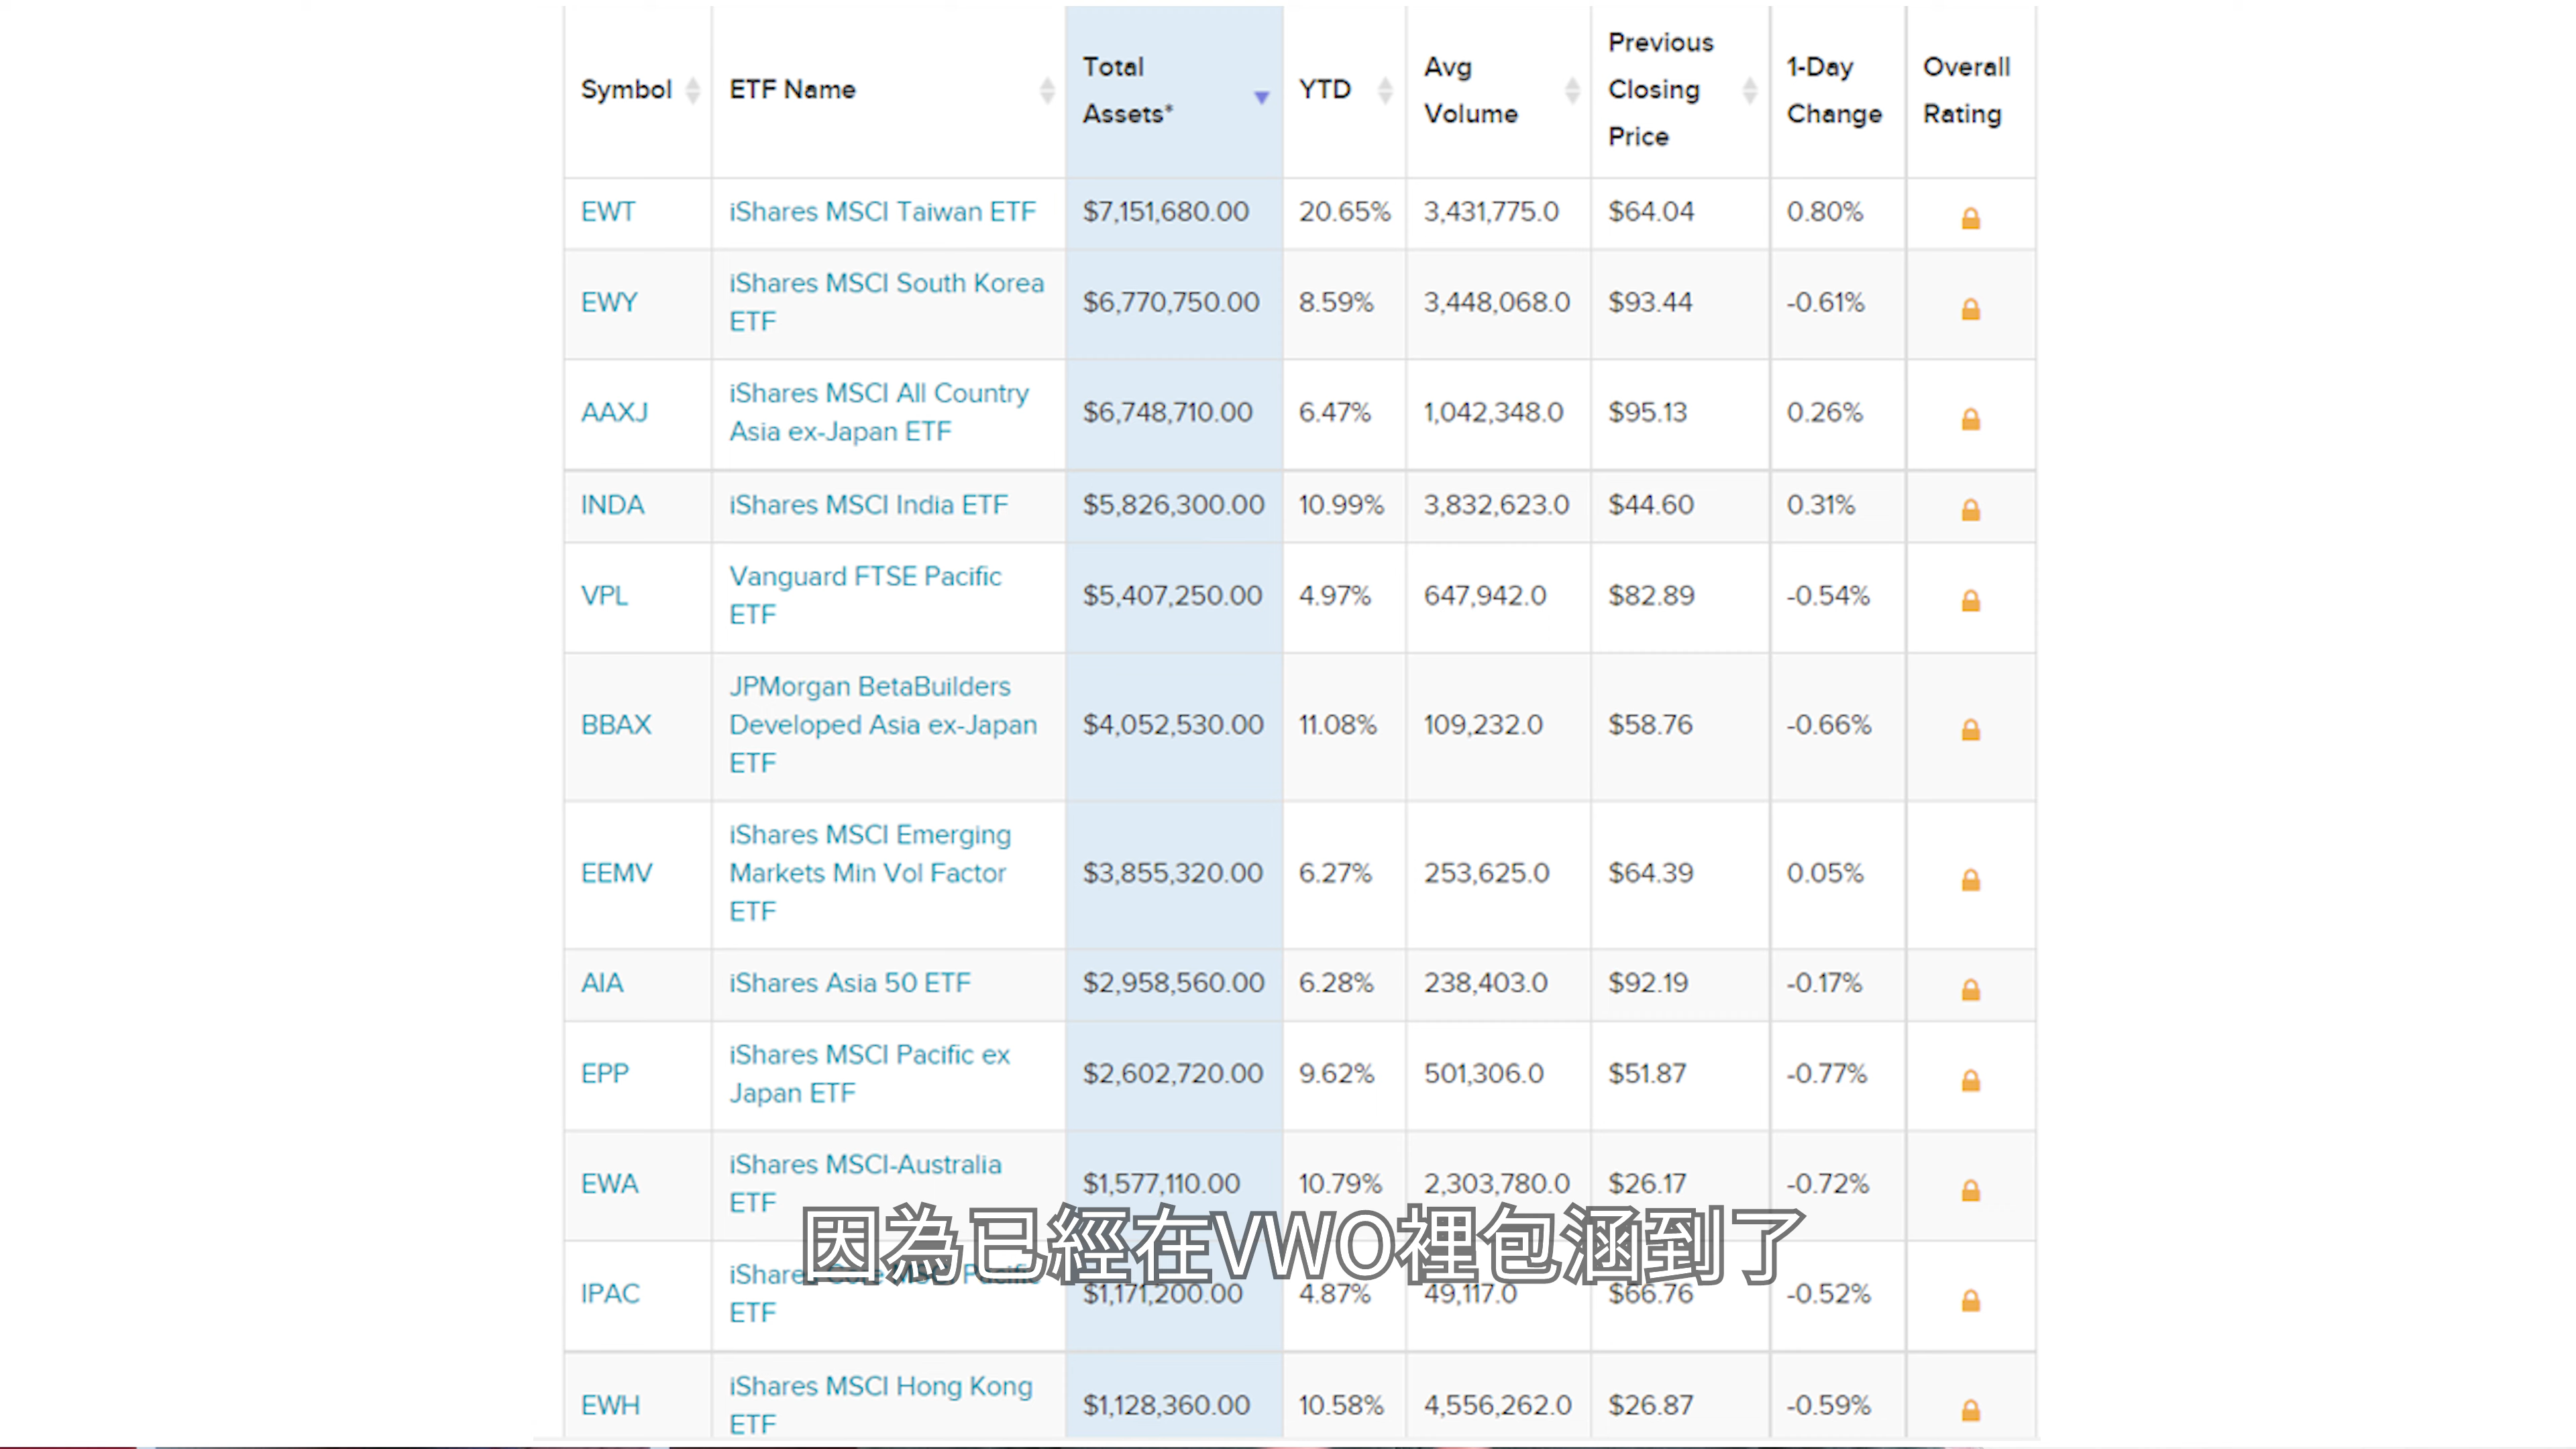 Symbol ETF Name Total Assets* YTD Avg Volume Previous Closing Price 1-Day Change Overall Rating
EWT iShares MSCI Taiwan ETF $7,151,680.00 20.65% 3,431,775.0 $64.04 0.80%
EWY iShares MSCI South Korea ETF $6,770,750.00 8.59% 3,448,068.0 $93.44 -0.61%
AAXJ iShares MSCI All Country Asia ex-Japan ETF $6,748,710.00 6.47% 1,042,348.0 $95.13 0.26%
INDA iShares MSCI India ETF $5,826,300.00 10.99% 3,832,623.0 $44.60 0.31%
VPL Vanguard FTSE Pacific ETF $5,407,250.00 4.97% 647,942.0 $82.89 -0.54%
BBAX JPMorgan BetaBuilders Developed Asia ex-Japan ETF $4,052,530.00 11.08% 109,232.0 $58.76 -0.66%
EEMV iShares MSCI Emerging Markets Min Vol Factor ETF $3,855,320.00 6.27% 253,625.0 $64.39 0.05%
AIA iShares Asia 50 ETF $2,958,560.00 6.28% 238,403.0 $92.19 -0.17%
EPP iShares MSCI Pacific ex Japan ETF $2,602,720.00 9.62% 501,306.0 $51.87 -0.77%
EWA iShares MSCI-Australia ETF $1,577,110.00 10.79% 2,303,780.0 $26.17 -0.72%
IPAC iShares Core MSCI Pacific ETF $1,171,200.00 4.87% 49,117.0 $66.76 -0.52%
EWH iShares MSCI Hong Kong ETF $1,128,360.00 10.58% 4,556,262.0 $26.87 -0.59%
因為已經在VWO裡包涵到了